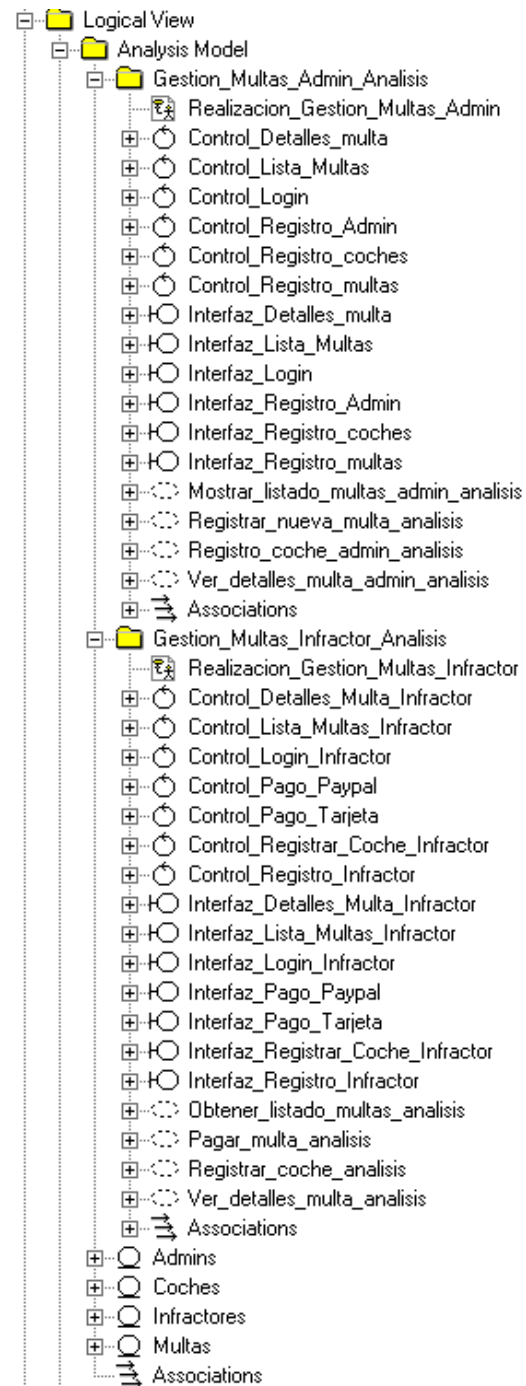 Logical View
Analysis Model
Gestion_Multas_Admin_Analisis
Realizacion_Gestion_Multas_Admin
Control_Detalles_multa
Control_Lista_Multas
Control_Login
Control_Registro_Admin
Control_Registro_coches
Control_Registro_multas
Interfaz_Detalles_multa
Interfaz_Lista_Multas
Interfaz_Login
Interfaz_Registro_Admin
Interfaz_Registro_coches
Interfaz_Registro_multas
Mostrar_listado_multas_admin_analisis
Registrar_nueva_multa_analisis
Registro_coche_admin_analisis
Ver_detalles_multa_admin_analisis
Associations
Gestion_Multas_Infractor_Analisis
Realizacion_Gestion_Multas_Infractor
Control_Detalles_Multa_Infractor
Control_Lista_Multas_Infractor
Control_Login_Infractor
Control_Pago_Paypal
Control_Pago_Tarjeta
Control_Registrar_Coche_Infractor
Control_Registro_Infractor
Interfaz_Detalles_Multa_Infractor
Interfaz_Lista_Multas_Infractor
Interfaz_Login_Infractor
Interfaz_Pago_Paypal
Interfaz_Pago_Tarjeta
Interfaz_Registrar_Coche_Infractor
Interfaz_Registro_Infractor
Obtener_listado_multas_analisis
Pagar_multa_analisis
Registrar_coche_analisis
Ver_detalles_multa_analisis
Associations
Admins
Coches
Infractores
Multas
Associations